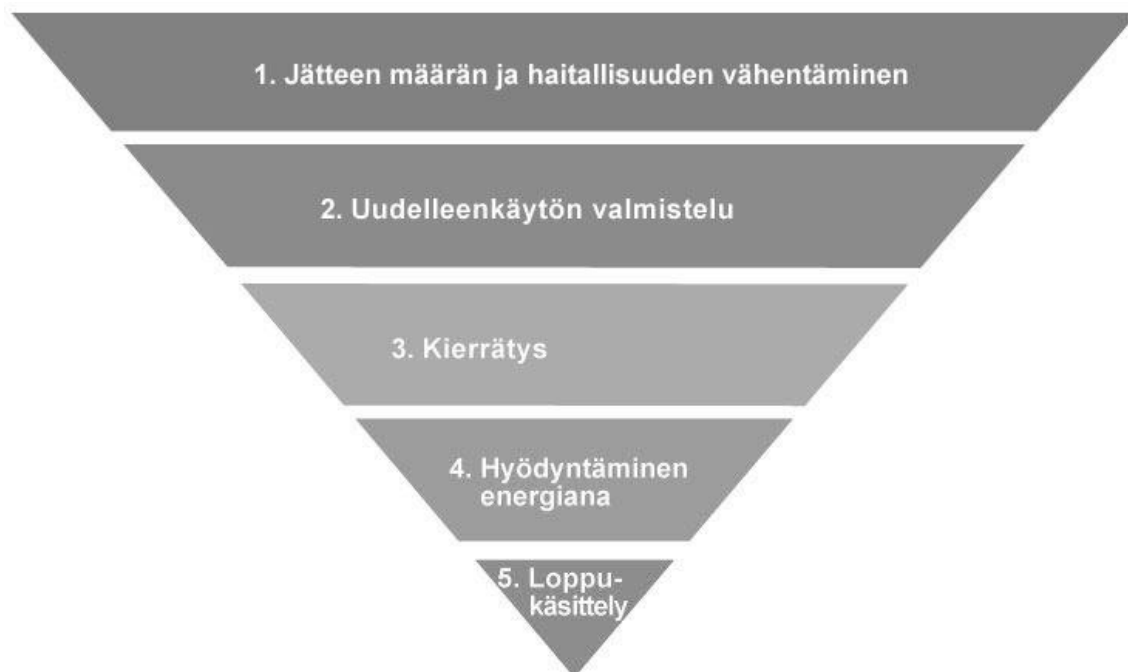 1. Jätteen määrän ja haitallisuuden vähentäminen
2. Uudelleenkäytön valmistelu
3. Kierrätys
4. Hyödyntäminen
energiana
5. Loppu-
käsittely